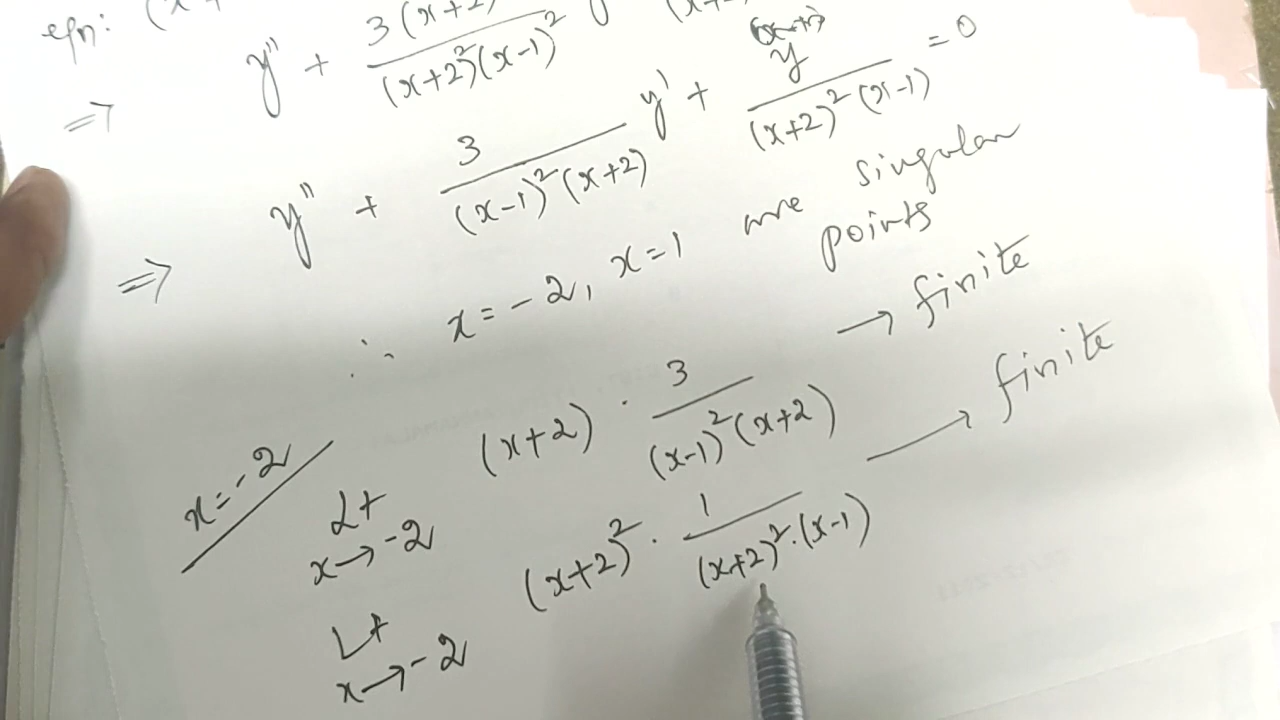 eqn: (x+
⇒ y'' + 3(x+2) / (x+2)²(x-1)² y
⇒ y'' + 3 / (x-1)²(x+2) y' + y / (x+2)²(x-1) = 0
∴ x = -2, x = 1 are singular points
x = -2
Lt x→-2 (x+2) · 3 / (x-1)²(x+2) → finite
Lt x→-2 (x+2)² · 1 / (x+2)²·(x-1) → finite